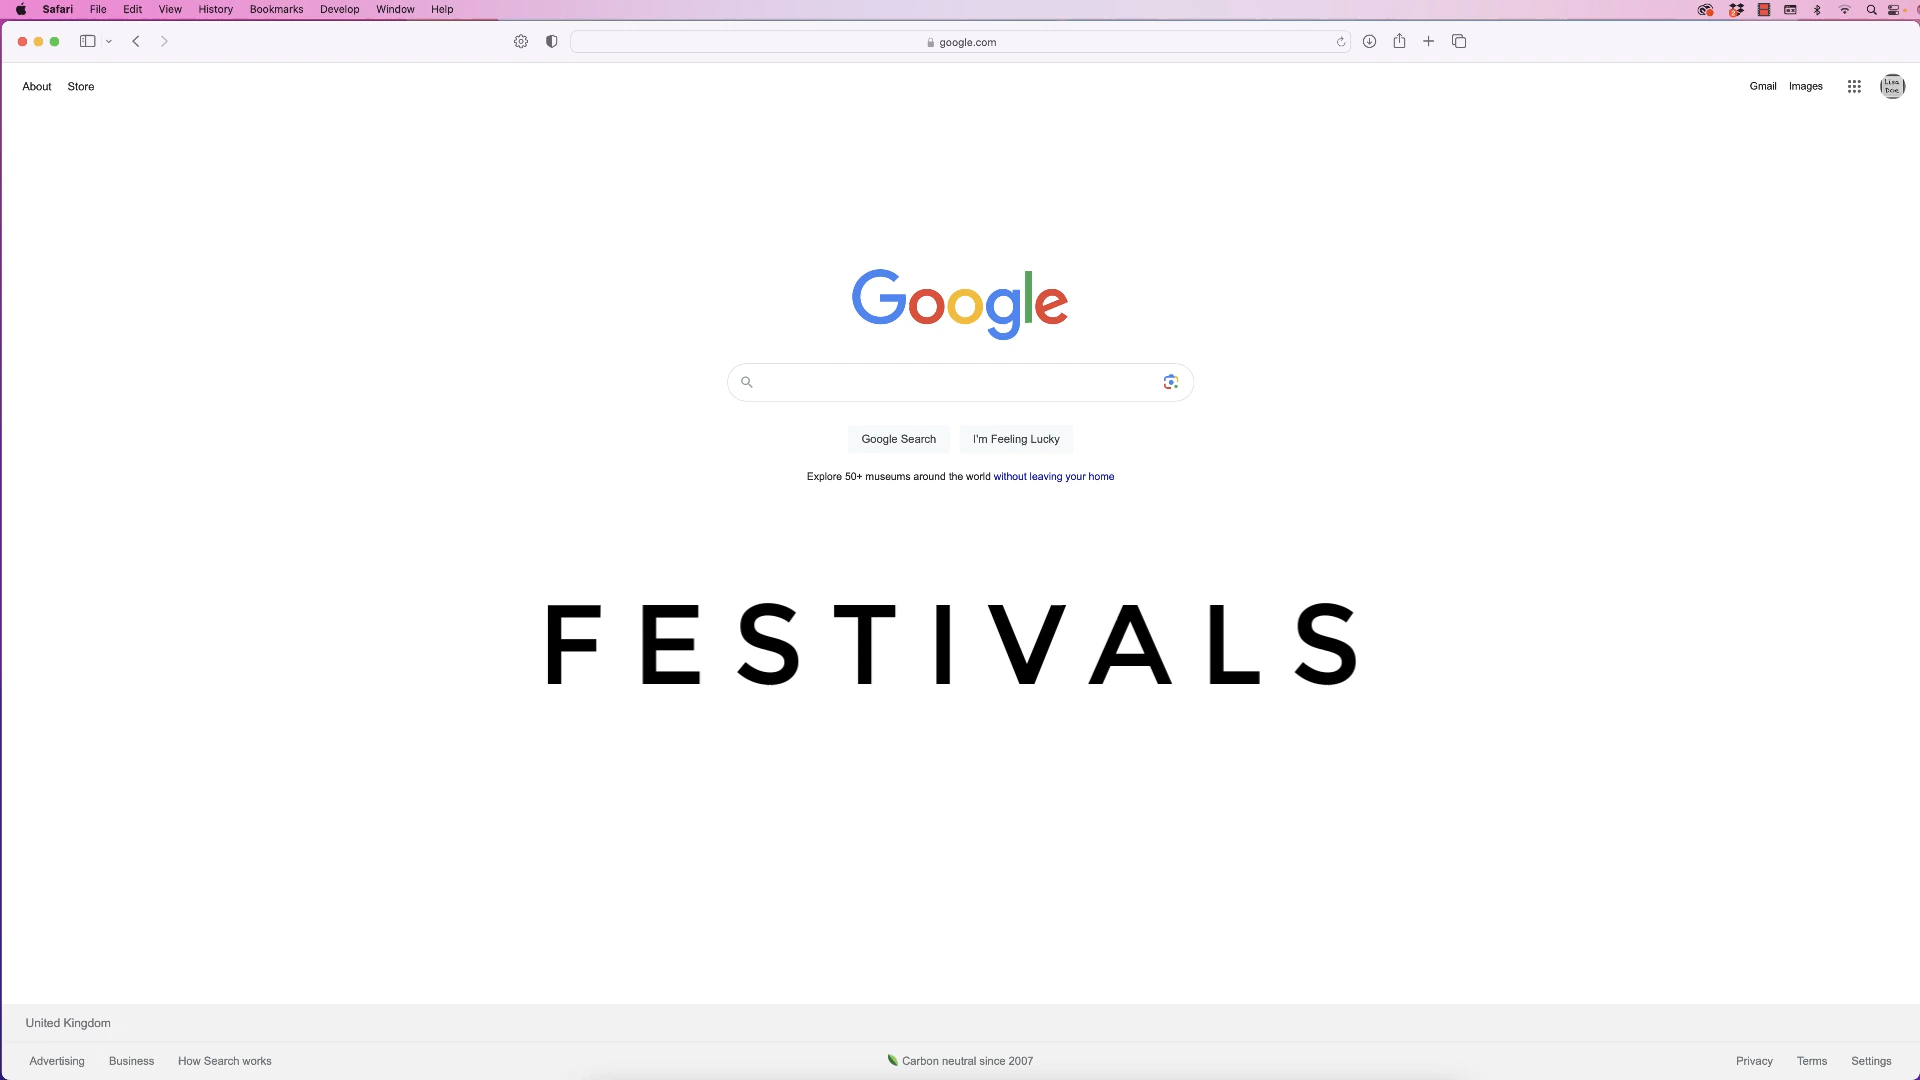 Safari File Edit View History Bookmarks Develop Window Help
google.com
About Store Gmail Images Lisa Doe
Google
Google Search I'm Feeling Lucky
Explore 50+ museums around the world without leaving your home
FESTIVALS
United Kingdom
Advertising Business How Search works Carbon neutral since 2007 Privacy Terms Settings